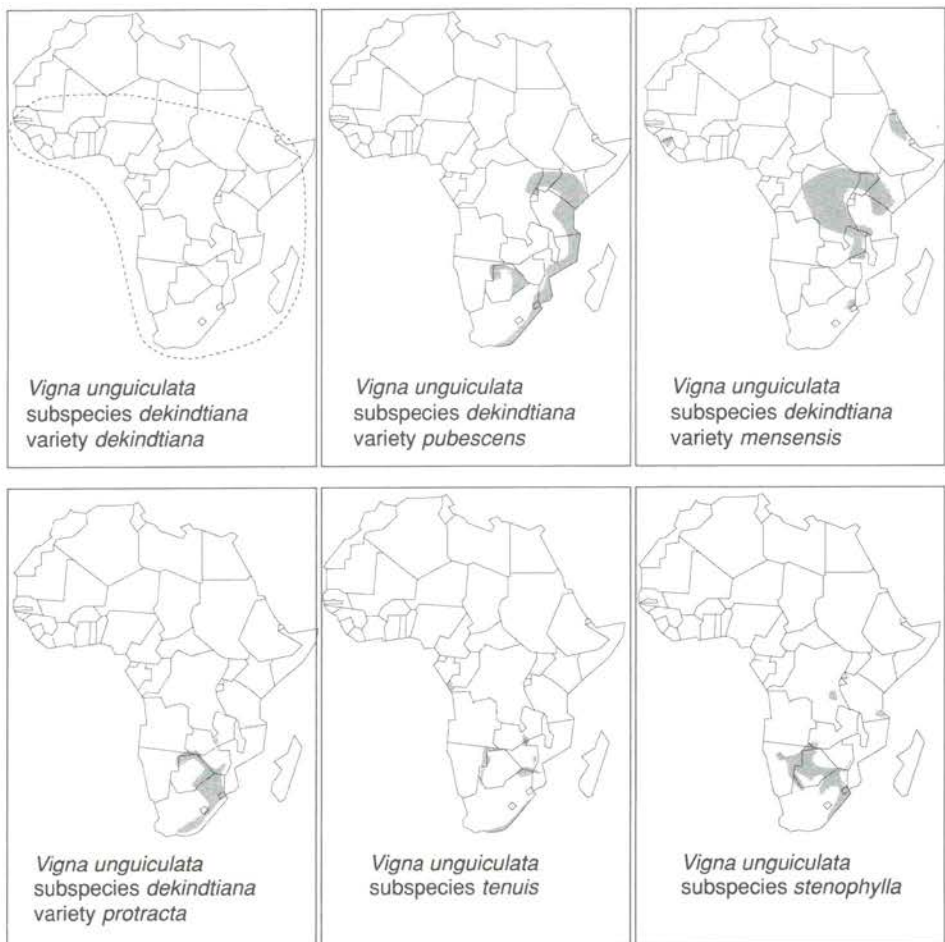 Vigna unguiculata
subspecies dekindtiana
variety dekindtiana
Vigna unguiculata
subspecies dekindtiana
variety pubescens
Vigna unguiculata
subspecies dekindtiana
variety mensensis
Vigna unguiculata
subspecies dekindtiana
variety protracta
Vigna unguiculata
subspecies tenuis
Vigna unguiculata
subspecies stenophylla